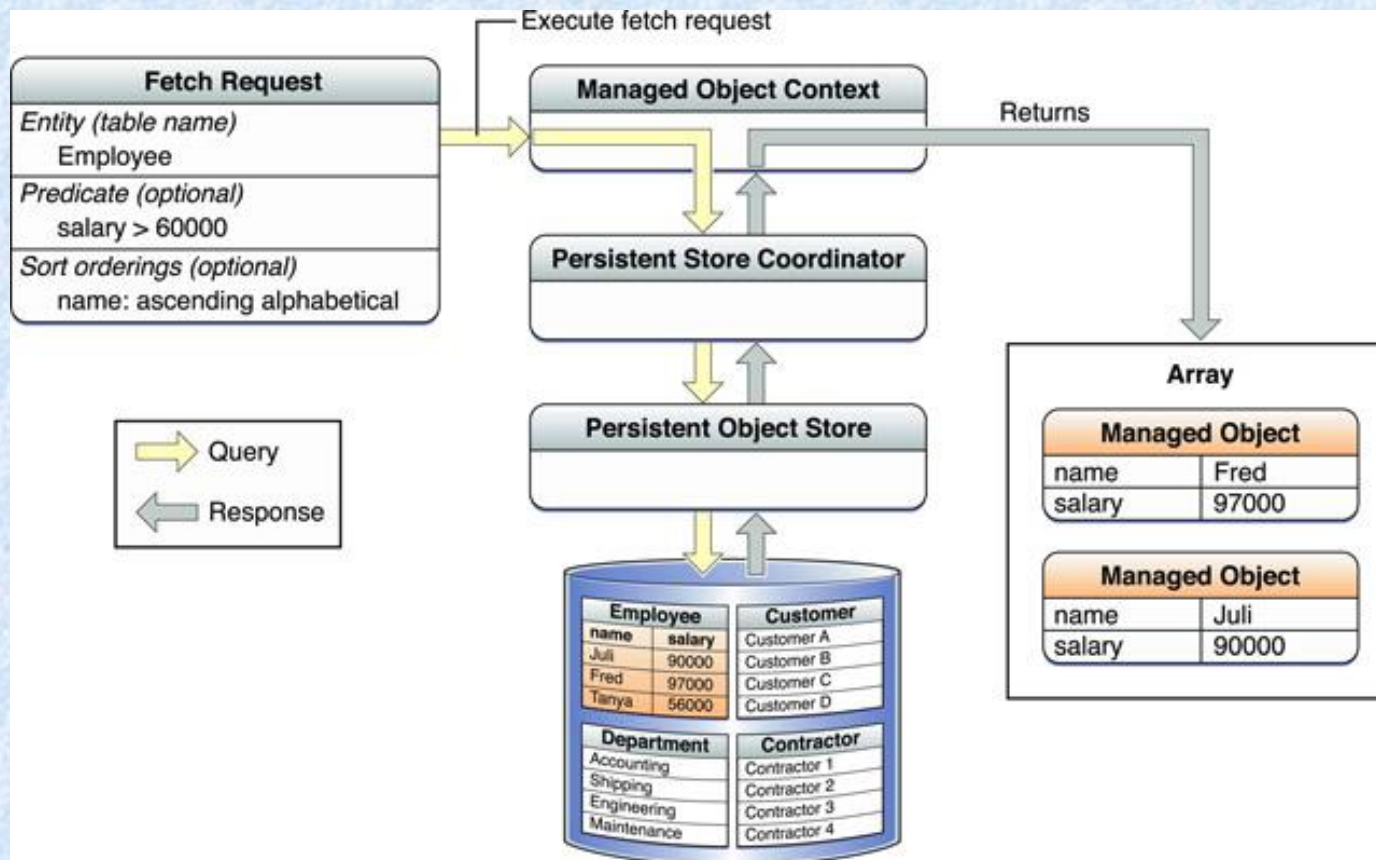 Execute fetch request
Fetch Request
Entity (table name)
Employee
Predicate (optional)
salary > 60000
Sort orderings (optional)
name: ascending alphabetical
Managed Object Context
Returns
Persistent Store Coordinator
Persistent Object Store
Query
Response
Array
Managed Object
name Fred
salary 97000
Managed Object
name Juli
salary 90000
Employee
name salary
Juli 90000
Fred 97000
Tanya 56000
Customer
Customer A
Customer B
Customer C
Customer D
Department
Accounting
Shipping
Engineering
Maintenance
Contractor
Contractor 1
Contractor 2
Contractor 3
Contractor 4